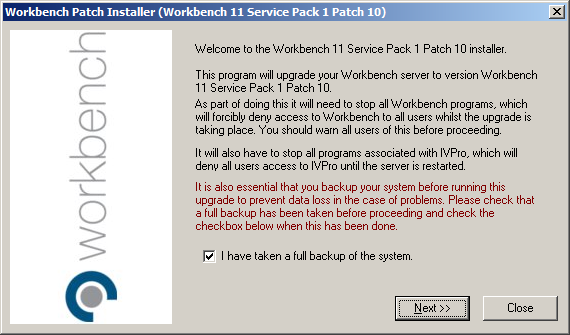 Workbench Patch Installer (Workbench 11 Service Pack 1 Patch 10)
workbench
Welcome to the Workbench 11 Service Pack 1 Patch 10 installer.
This program will upgrade your Workbench server to version Workbench
11 Service Pack 1 Patch 10.
As part of doing this it will need to stop all Workbench programs, which
will forcibly deny access to Workbench to all users whilst the upgrade is
taking place. You should warn all users of this before proceeding.
It will also have to stop all programs associated with IVPro, which will
deny all users access to IVPro until the server is restarted.
It is also essential that you backup your system before running this
upgrade to prevent data loss in the case of problems. Please check that
a full backup has been taken before proceeding and check the
checkbox below when this has been done.
I have taken a full backup of the system.
Next >>
Close